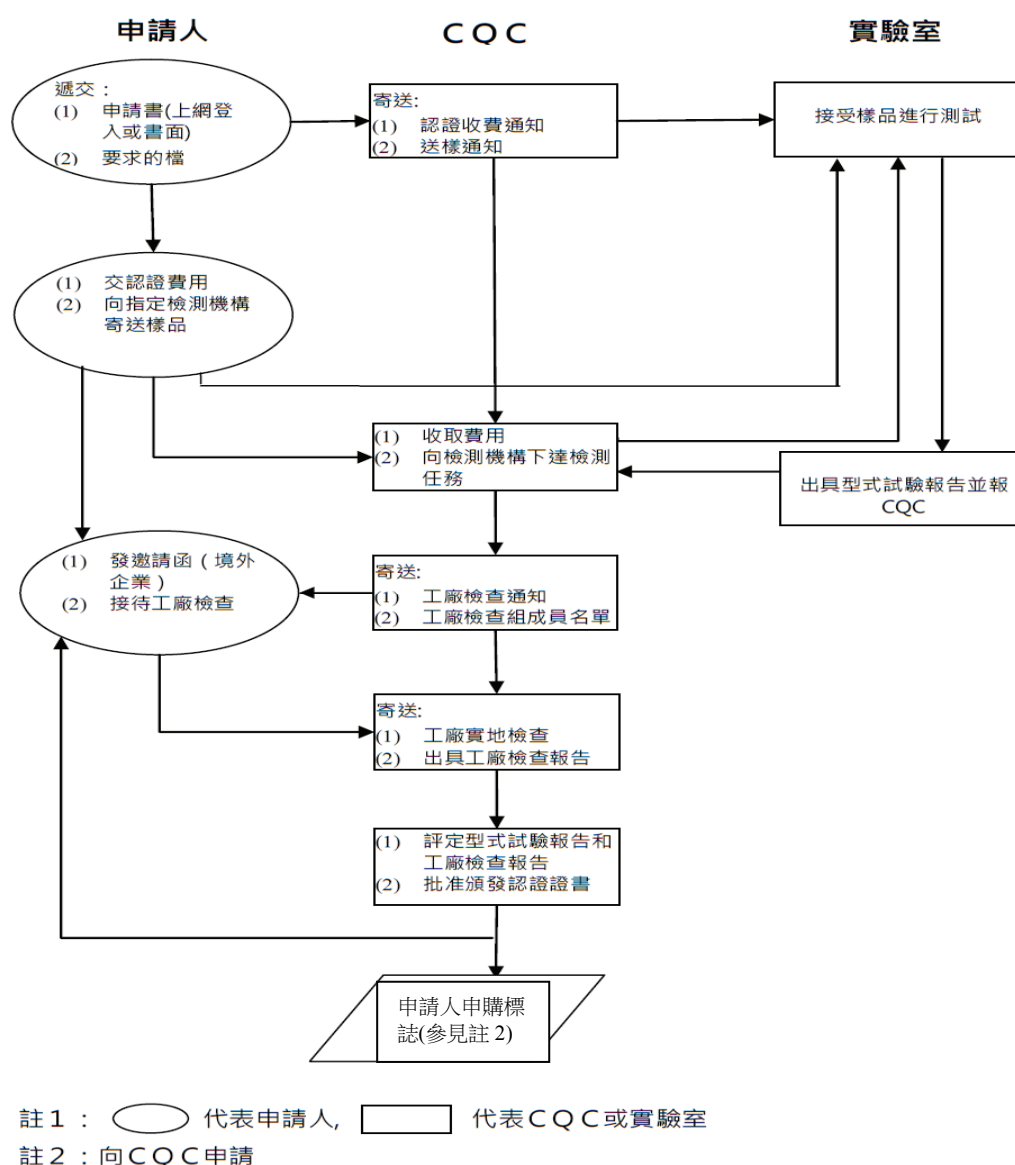 申請人
CQC
實驗室
遞交：
(1) 申請書(上網登
入或書面)
(2) 要求的檔
寄送:
(1) 認證收費通知
(2) 送樣通知
接受樣品進行測試
(1) 交認證費用
(2) 向指定檢測機構
寄送樣品
(1) 收取費用
(2) 向檢測機構下達檢測
任務
出具型式試驗報告並報
CQC
(1) 發邀請函（境外
企業）
(2) 接待工廠檢查
寄送:
(1) 工廠檢查通知
(2) 工廠檢查組成員名單
寄送:
(1) 工廠實地檢查
(2) 出具工廠檢查報告
(1) 評定型式試驗報告和
工廠檢查報告
(2) 批准頒發認證證書
申請人申購標
誌(參見註 2)
註1： 代表申請人, 代表CQC或實驗室
註2：向CQC申請